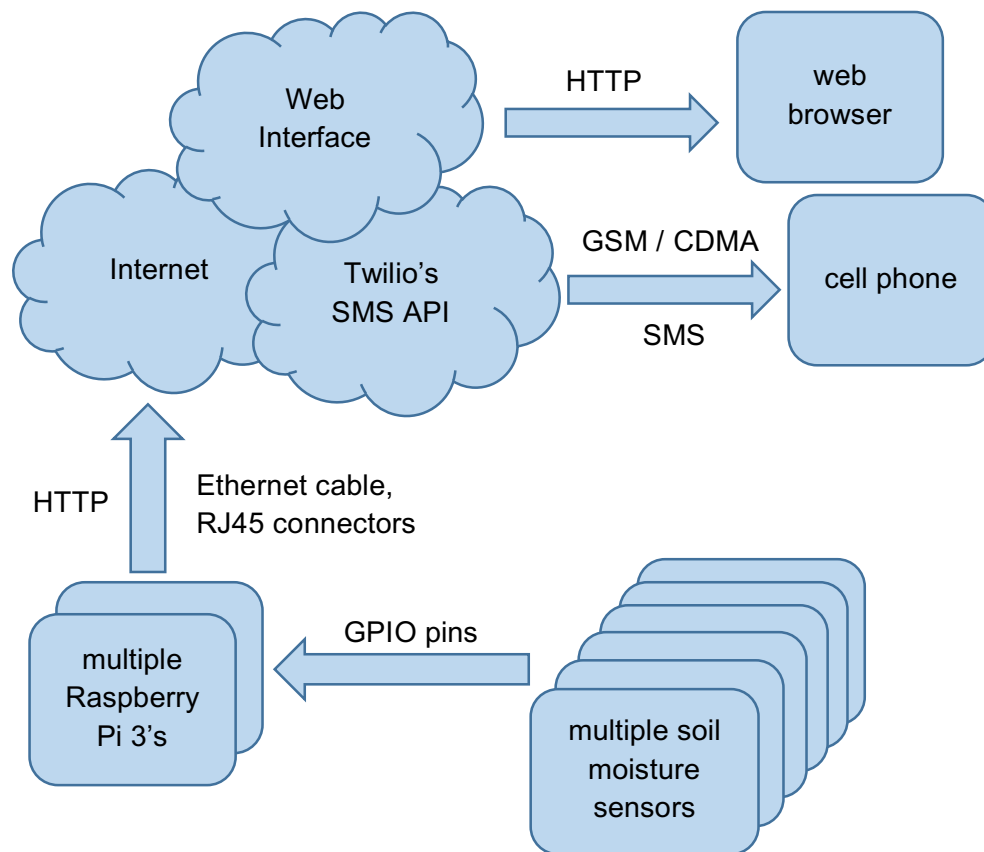 Web
Interface
HTTP
web
browser
Internet
Twilio’s
SMS API
GSM / CDMA
SMS
cell phone
HTTP
Ethernet cable,
RJ45 connectors
multiple
Raspberry
Pi 3’s
GPIO pins
multiple soil
moisture
sensors